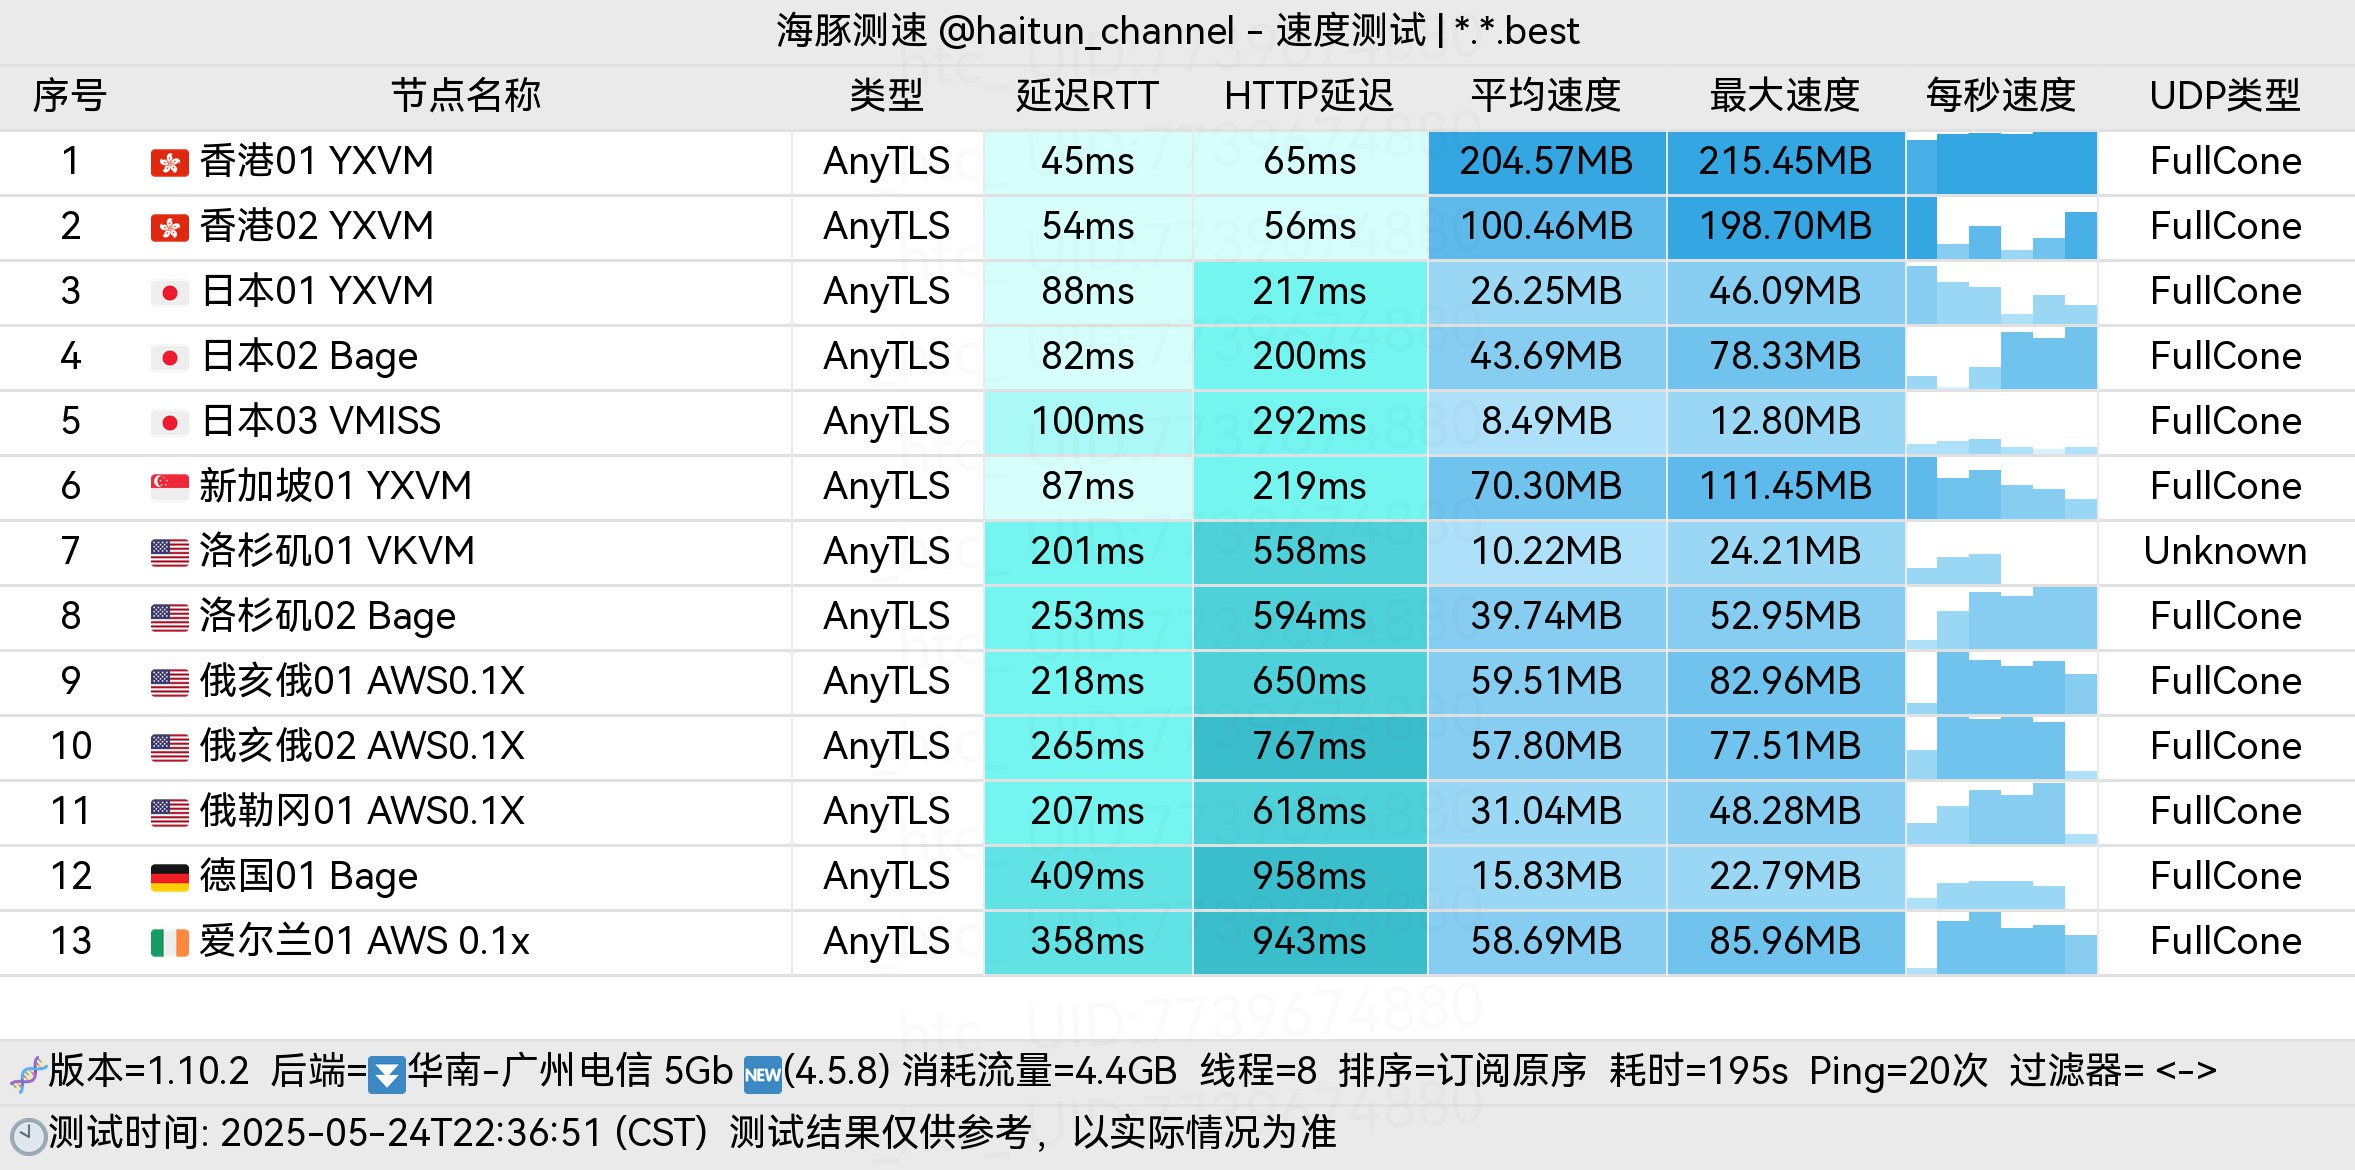 海豚测速 @haitun_channel - 速度测试 | *.*.best
序号 节点名称 类型 延迟RTT HTTP延迟 平均速度 最大速度 每秒速度 UDP类型
1 香港01 YXVM AnyTLS 45ms 65ms 204.57MB 215.45MB FullCone
2 香港02 YXVM AnyTLS 54ms 56ms 100.46MB 198.70MB FullCone
3 日本01 YXVM AnyTLS 88ms 217ms 26.25MB 46.09MB FullCone
4 日本02 Bage AnyTLS 82ms 200ms 43.69MB 78.33MB FullCone
5 日本03 VMISS AnyTLS 100ms 292ms 8.49MB 12.80MB FullCone
6 新加坡01 YXVM AnyTLS 87ms 219ms 70.30MB 111.45MB FullCone
7 洛杉矶01 VKVM AnyTLS 201ms 558ms 10.22MB 24.21MB Unknown
8 洛杉矶02 Bage AnyTLS 253ms 594ms 39.74MB 52.95MB FullCone
9 俄亥俄01 AWS0.1X AnyTLS 218ms 650ms 59.51MB 82.96MB FullCone
10 俄亥俄02 AWS0.1X AnyTLS 265ms 767ms 57.80MB 77.51MB FullCone
11 俄勒冈01 AWS0.1X AnyTLS 207ms 618ms 31.04MB 48.28MB FullCone
12 德国01 Bage AnyTLS 409ms 958ms 15.83MB 22.79MB FullCone
13 爱尔兰01 AWS 0.1x AnyTLS 358ms 943ms 58.69MB 85.96MB FullCone
htc_UID:7739674880
版本=1.10.2 后端=⏬华南-广州电信 5Gb 🆕(4.5.8) 消耗流量=4.4GB 线程=8 排序=订阅原序 耗时=195s Ping=20次 过滤器= <->
测试时间: 2025-05-24T22:36:51 (CST) 测试结果仅供参考，以实际情况为准